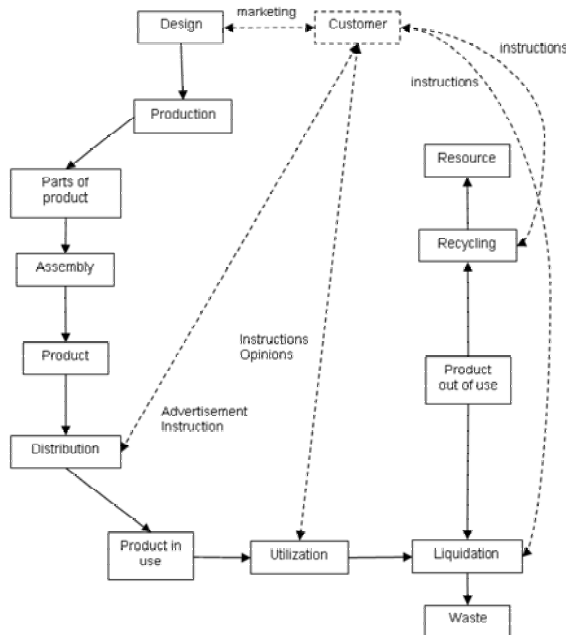 marketing
Design
Customer
instructions
instructions
Production
Resource
Parts of
product
Recycling
Assembly
Instructions
Opinions
Product
Product
out of use
Advertisement
Instruction
Distribution
Product in
use
Utilization
Liquidation
Waste